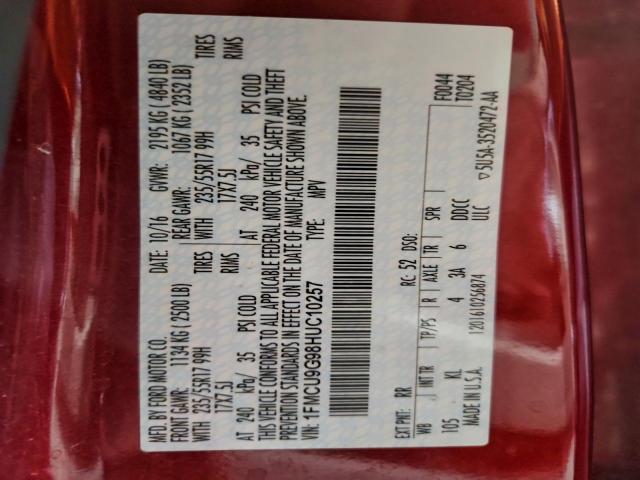 MFD. BY FORD MOTOR CO.
DATE: 10/16 GVWR: 2195 KG ( 4840 LB)
FRONT GAWR: 1134 KG ( 2500 LB) REAR GAWR: 1067 KG ( 2352 LB)
WITH 235/55R17 99H TIRES WITH 235/55R17 99H TIRES
17X7.5J RIMS 17X7.5J RIMS
AT 240 kPa/ 35 PSI COLD AT 240 kPa/ 35 PSI COLD
THIS VEHICLE CONFORMS TO ALL APPLICABLE FEDERAL MOTOR VEHICLE SAFETY AND THEFT
PREVENTION STANDARDS IN EFFECT ON THE DATE OF MANUFACTURE SHOWN ABOVE.
VIN: 1FMCU9G98HUC10257 TYPE: MPV
F0044
T0204
EXT PNT: RR RC: 52 DSO:
WB INT TR TP/PS R AXLE TR SPR
105 KL 4 3A 6 DDCC
MADE IN U.S.A. 1201610256874 ULC
▽5U5A-3520472-AA